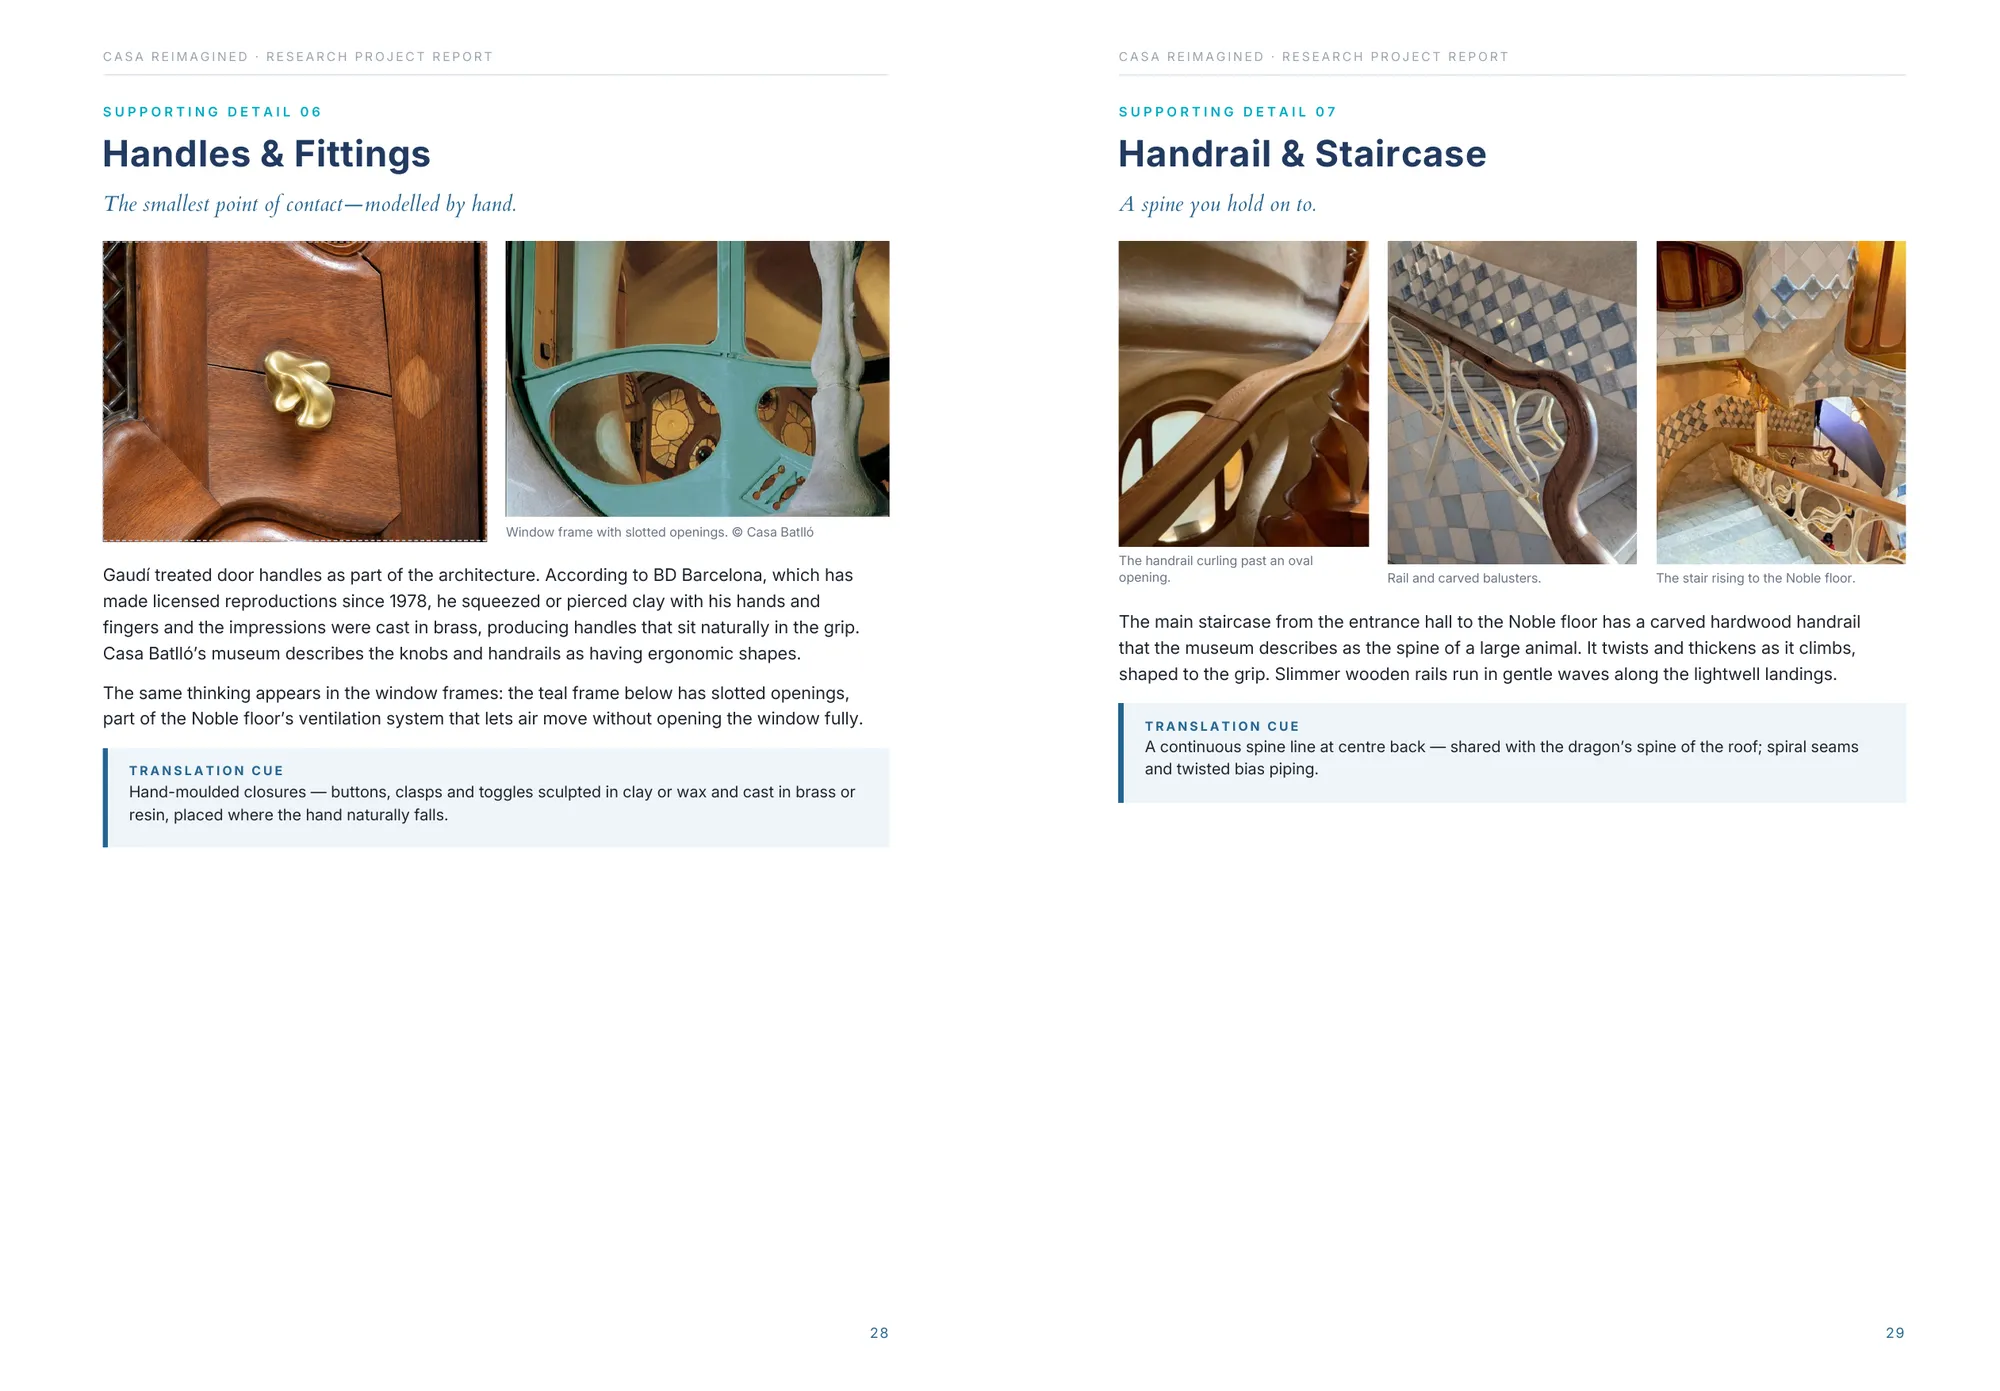 CASA REIMAGINED · RESEARCH PROJECT REPORT
SUPPORTING DETAIL 06
Handles & Fittings
The smallest point of contact—modelled by hand.
Window frame with slotted openings. © Casa Batlló
Gaudí treated door handles as part of the architecture. According to BD Barcelona, which has
made licensed reproductions since 1978, he squeezed or pierced clay with his hands and
fingers and the impressions were cast in brass, producing handles that sit naturally in the grip.
Casa Batlló’s museum describes the knobs and handrails as having ergonomic shapes.
The same thinking appears in the window frames: the teal frame below has slotted openings,
part of the Noble floor’s ventilation system that lets air move without opening the window fully.
TRANSLATION CUE
Hand-moulded closures — buttons, clasps and toggles sculpted in clay or wax and cast in brass or
resin, placed where the hand naturally falls.
28
CASA REIMAGINED · RESEARCH PROJECT REPORT
SUPPORTING DETAIL 07
Handrail & Staircase
A spine you hold on to.
The handrail curling past an oval
opening.
Rail and carved balusters.
The stair rising to the Noble floor.
The main staircase from the entrance hall to the Noble floor has a carved hardwood handrail
that the museum describes as the spine of a large animal. It twists and thickens as it climbs,
shaped to the grip. Slimmer wooden rails run in gentle waves along the lightwell landings.
TRANSLATION CUE
A continuous spine line at centre back — shared with the dragon’s spine of the roof; spiral seams
and twisted bias piping.
29